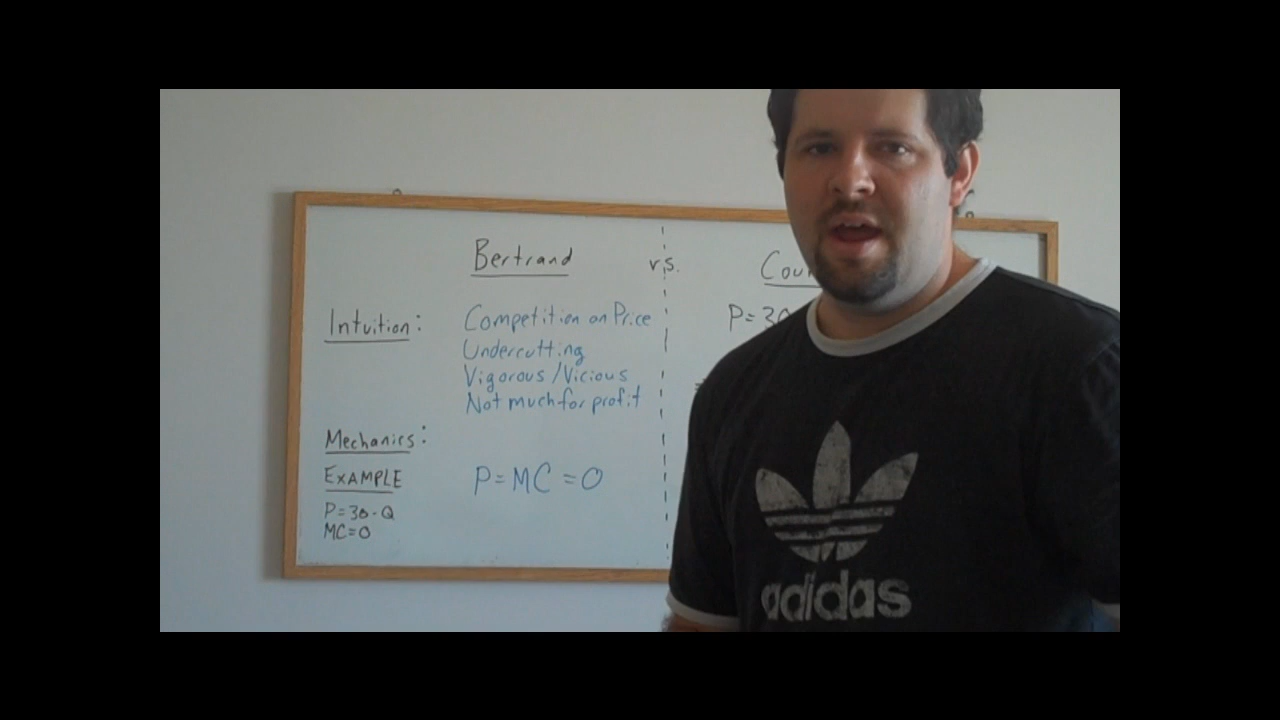 Bertrand
v.s.
Intuition:
Competition on Price
Undercutting
Vigorous / Vicious
Not much for profit
Mechanics:
EXAMPLE
P = 30 - Q
MC = 0
P = MC = 0
P = 30
adidas